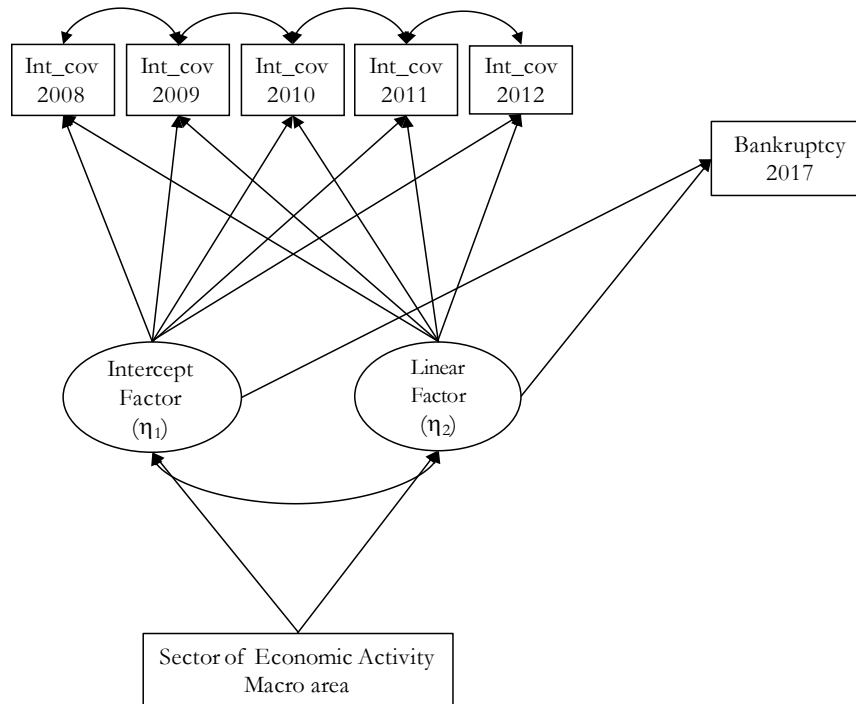 Int_cov
2008
Int_cov
2009
Int_cov
2010
Int_cov
2011
Int_cov
2012
Bankruptcy
2017
Intercept
Factor
(η₁)
Linear
Factor
(η₂)
Sector of Economic Activity
Macro area